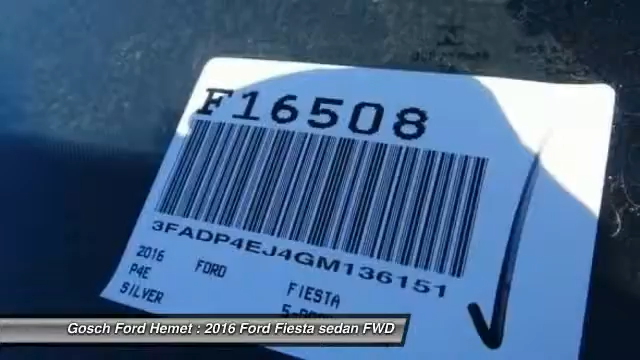 F16508
3FADP4EJ4GM136151
2016 FORD FIESTA
P4E
SILVER
Gosch Ford Hemet : 2016 Ford Fiesta sedan FWD